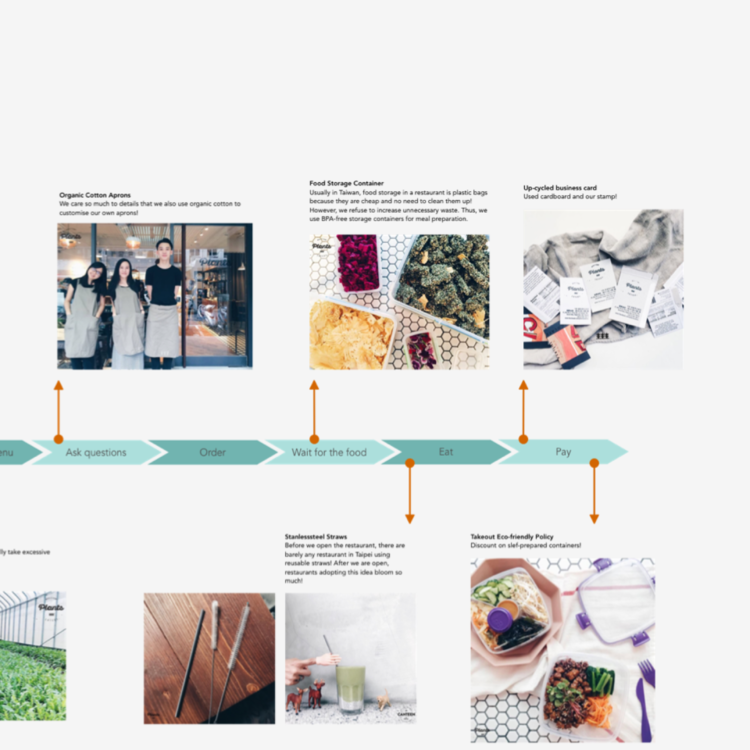 Organic Cotton Aprons
We care so much to details that we also use organic cotton to
customise our own aprons!
Food Storage Container
Usually in Taiwan, food storage in a restaurant is plastic bags
because they are cheap and no need to clean them up!
However, we refuse to increase unnecessary waste. Thus, we
use BPA-free storage containers for meal preparation.
Up-cycled business card
Used cardboard and our stamp!
Plants
Plants
Plants
Plants
enu
Ask questions
Order
Wait for the food
Eat
Pay
lly take excessive
Stanlesssteel Straws
Before we open the restaurant, there are
barely any restaurant in Taipei using
reusable straws! After we are open,
restaurants adopting this idea bloom so
much!
Takeout Eco-friendly Policy
Discount on slef-prepared containers!
Plants